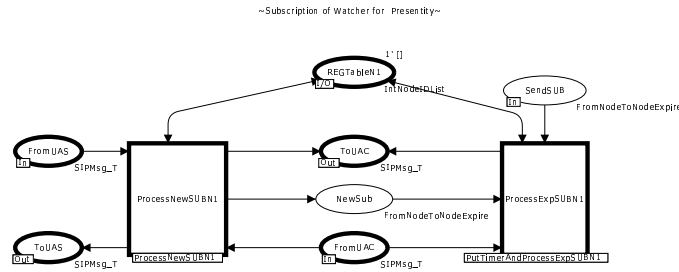 ~Subscription of Watcher for Presentity~
1`[]
REGTableN1
I/O
IntNodeIDList
SendSUB
In
FromNodeToNodeExpire
FromUAS
In
SIPMsg_T
ToUAC
Out
SIPMsg_T
ProcessNewSUBN1
NewSub
FromNodeToNodeExpire
ProcessExpSUBN1
ToUAS
Out
SIPMsg_T
ProcessNewSUBN1
FromUAC
In
SIPMsg_T
PutTimerAndProcessExpSUBN1